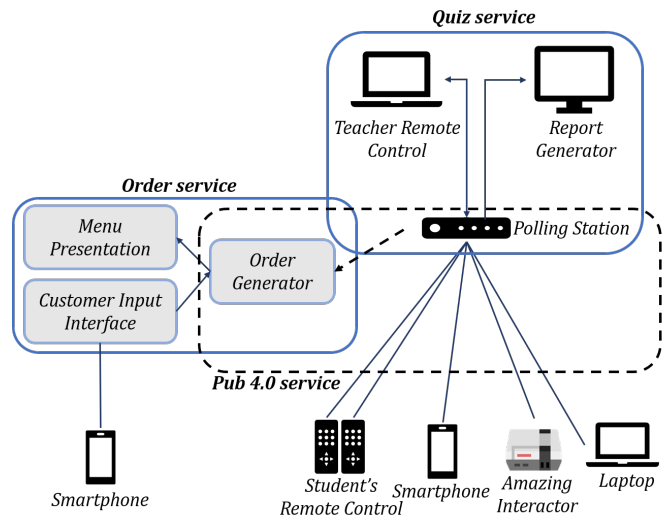 Quiz service
Teacher Remote
Control
Report
Generator
Order service
Menu
Presentation
Order
Generator
Polling Station
Customer Input
Interface
Pub 4.0 service
Smartphone
Student's
Remote Control
Smartphone
Amazing
Interactor
Laptop